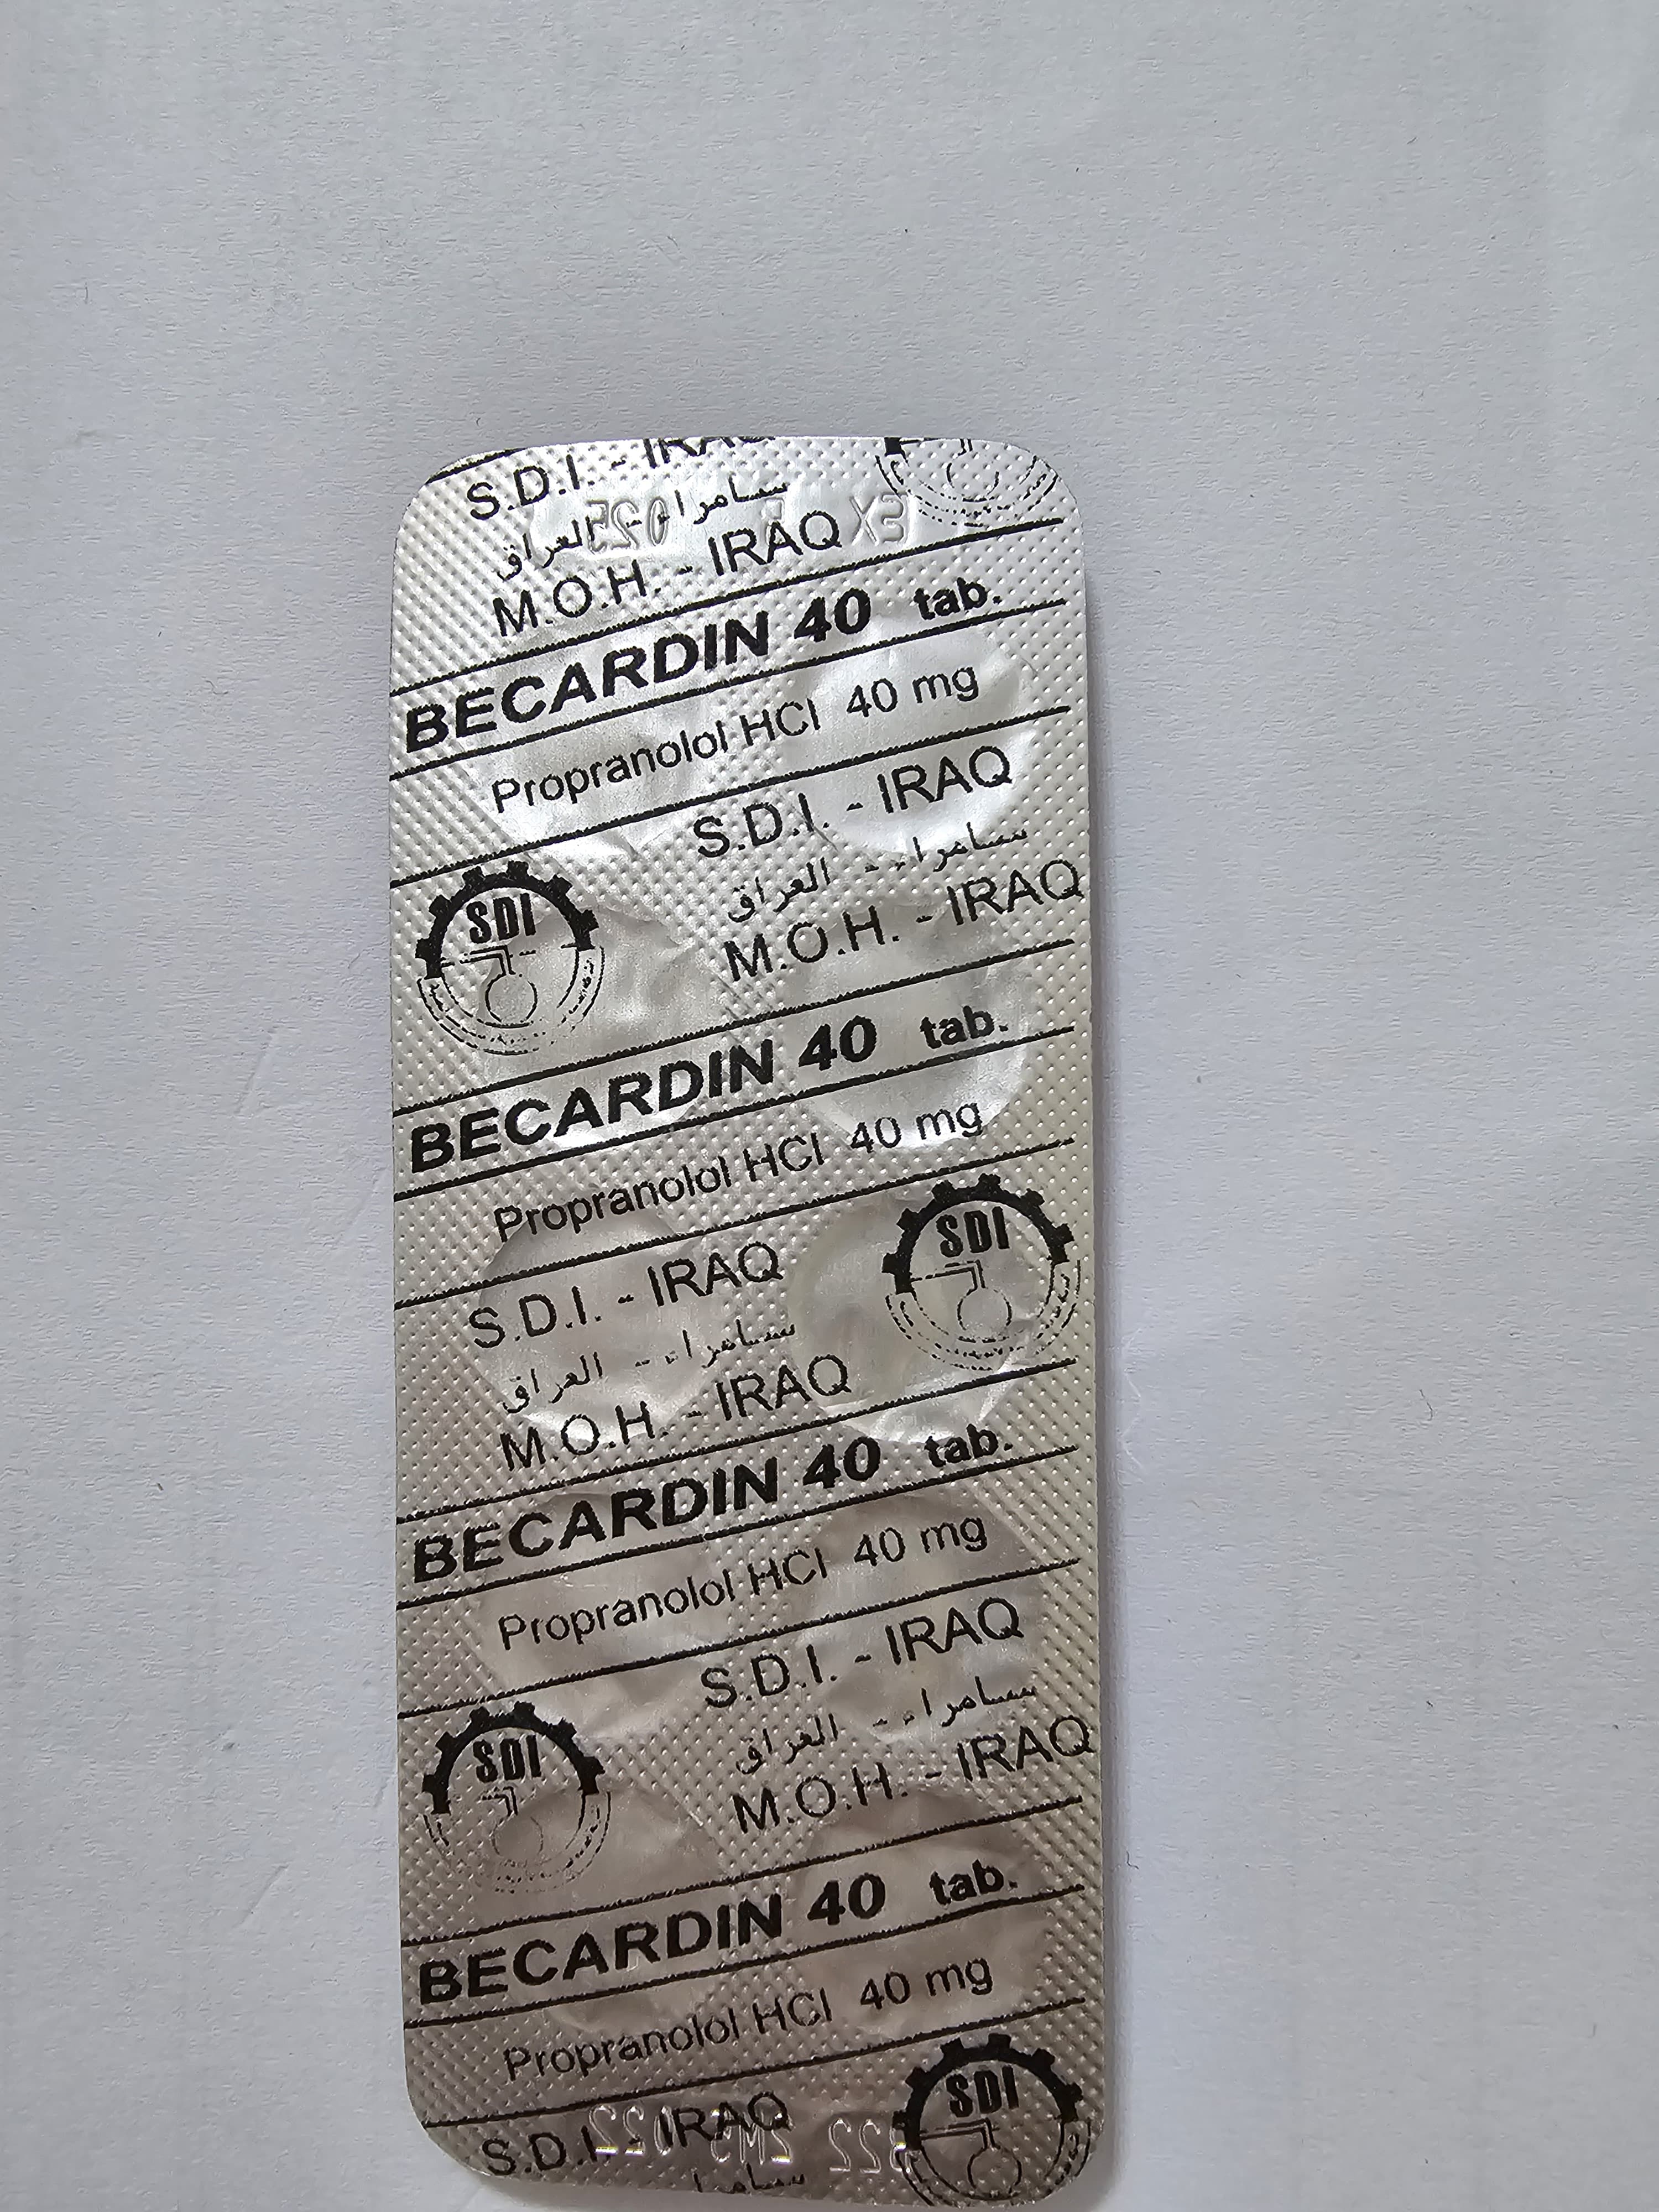 S.D.I. - IRAQ
سامراء - العراق
M.O.H. - IRAQ
BECARDIN 40 tab.
Propranolol HCl 40 mg
S.D.I. - IRAQ
سامراء - العراق
SDI
M.O.H. - IRAQ
BECARDIN 40 tab.
Propranolol HCl 40 mg
S.D.I. - IRAQ
SDI
سامراء - العراق
M.O.H. - IRAQ
BECARDIN 40 tab.
Propranolol HCl 40 mg
S.D.I. - IRAQ
سامراء - العراق
SDI
M.O.H. - IRAQ
BECARDIN 40 tab.
Propranolol HCl 40 mg
SDI
S.D.I. - IRAQ